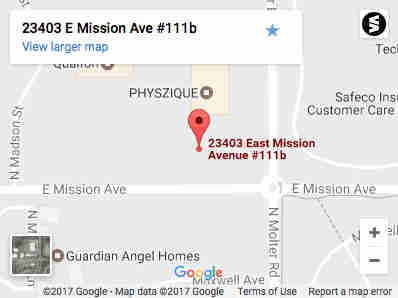 23403 E Mission Ave #111b
View larger map
Qualfon
Tech
PHYSZIQUE
Safeco Insu
Customer Care
N Madson St
23403 East Mission
Avenue #111b
E Mission Ave
E Mission Ave
N M
N Molter Rd
Guardian Angel Homes
Maxwell Ave
Google
©2017 Google - Map data ©2017 Google
Terms of Use
Report a map error